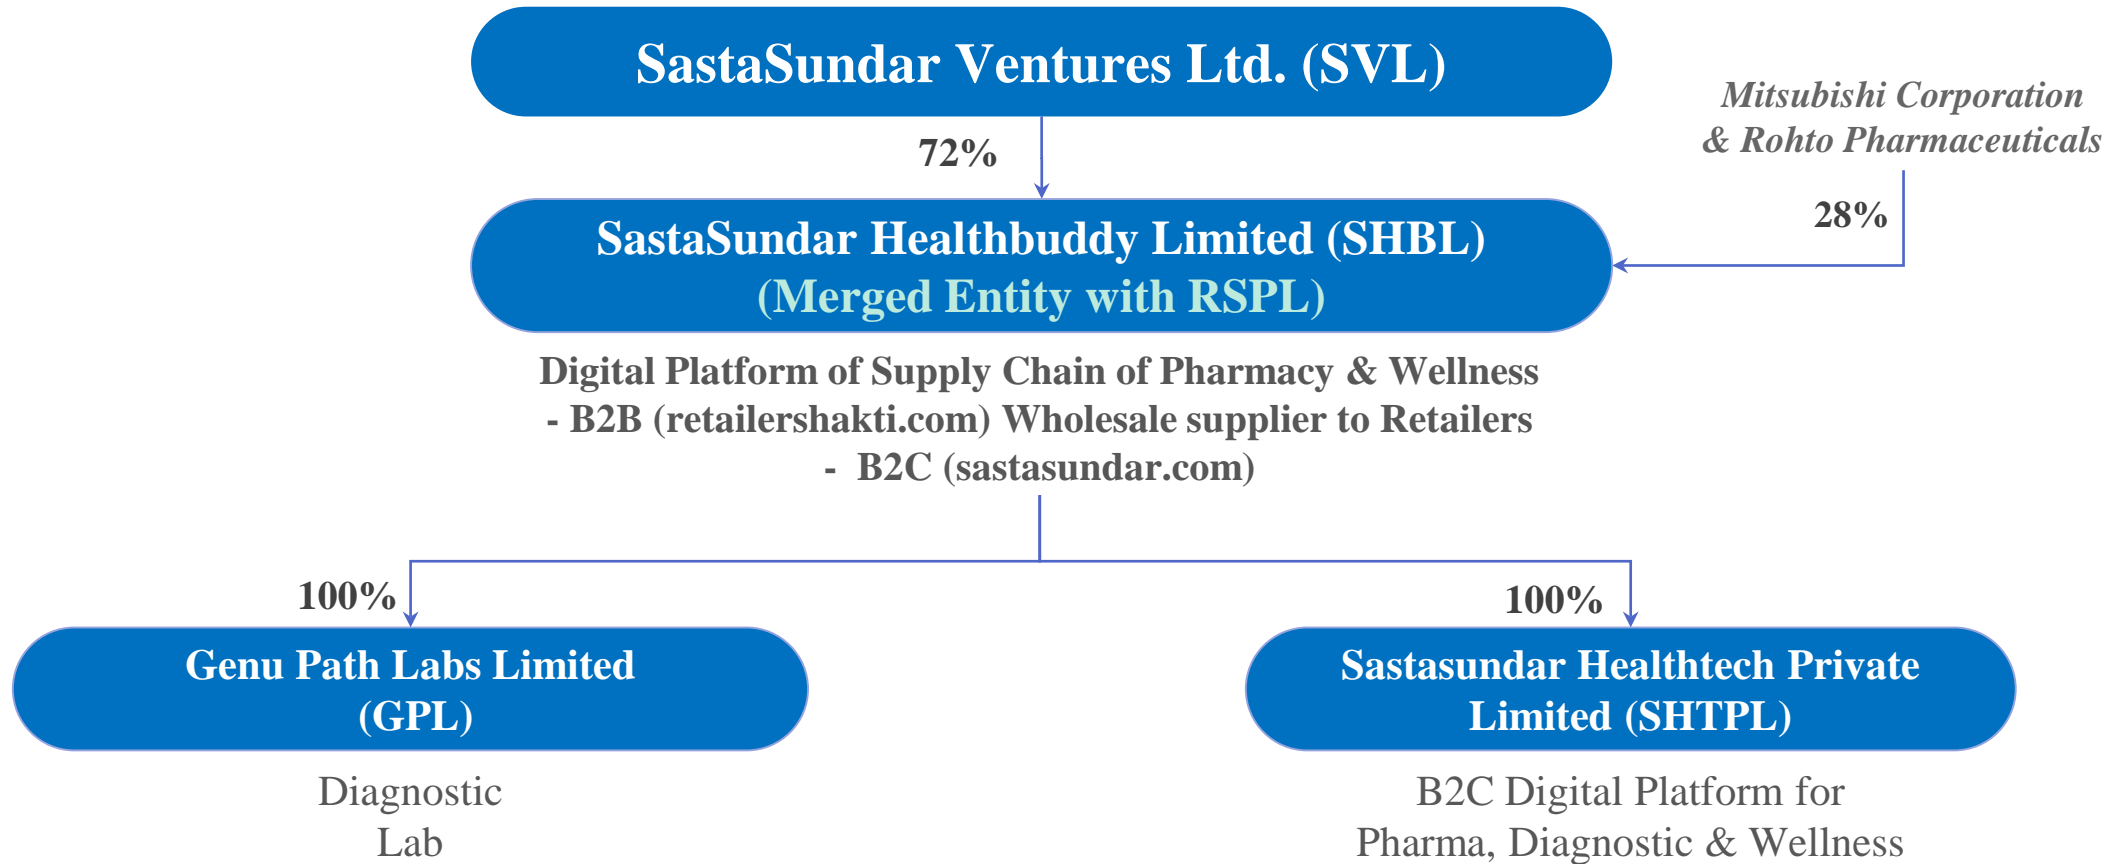 SastaSundar Ventures Ltd. (SVL)
Mitsubishi Corporation
& Rohto Pharmaceuticals
72%
28%
SastaSundar Healthbuddy Limited (SHBL)
(Merged Entity with RSPL)
Digital Platform of Supply Chain of Pharmacy & Wellness
- B2B (retailershakti.com) Wholesale supplier to Retailers
- B2C (sastasundar.com)
100%
100%
Genu Path Labs Limited
(GPL)
Sastasundar Healthtech Private
Limited (SHTPL)
Diagnostic
Lab
B2C Digital Platform for
Pharma, Diagnostic & Wellness